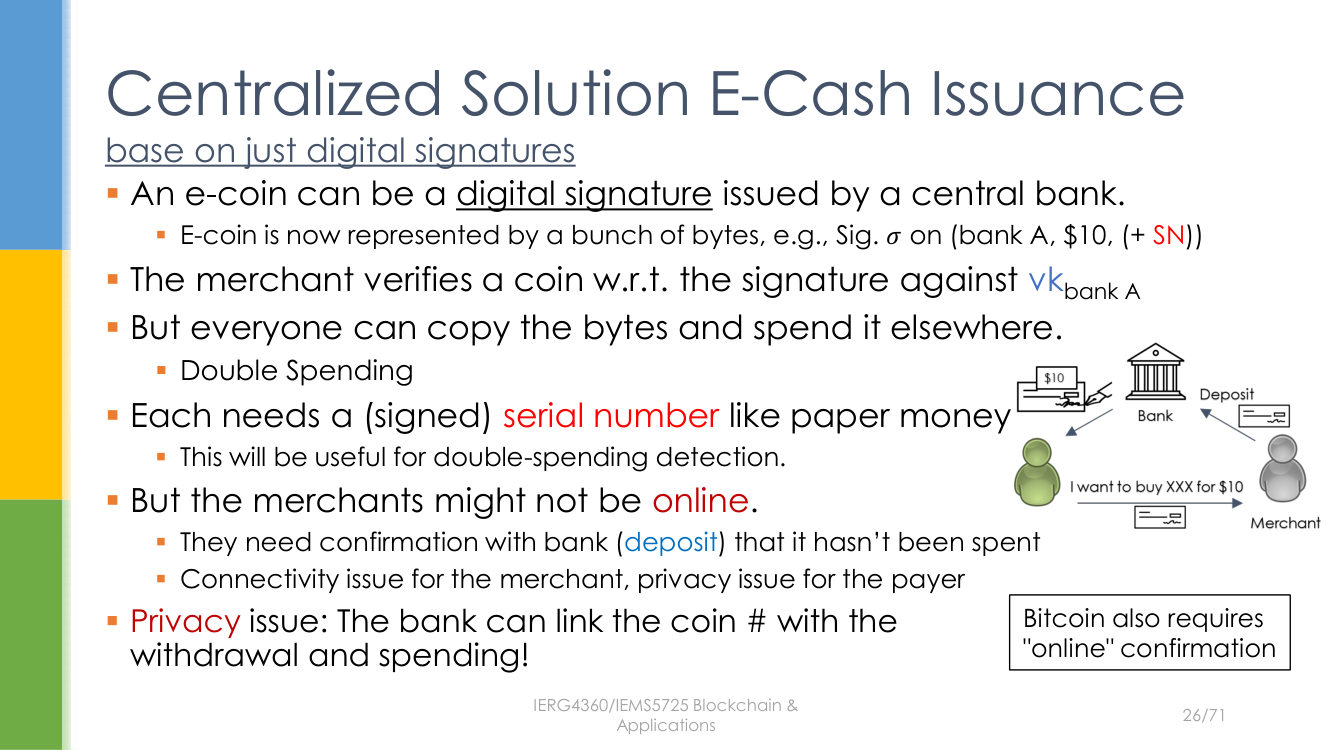 Centralized Solution E-Cash Issuance
base on just digital signatures
An e-coin can be a digital signature issued by a central bank.
E-coin is now represented by a bunch of bytes, e.g., Sig. 𝜎 on (bank A, $10, (+ SN))
The merchant verifies a coin w.r.t. the signature against vk bank A
But everyone can copy the bytes and spend it elsewhere.
Double Spending
Each needs a (signed) serial number like paper money
This will be useful for double-spending detection.
But the merchants might not be online.
They need confirmation with bank (deposit) that it hasn't been spent
Connectivity issue for the merchant, privacy issue for the payer
Privacy issue: The bank can link the coin # with the
withdrawal and spending!
$10
Bank
Deposit
I want to buy XXX for $10
Merchant
Bitcoin also requires
"online" confirmation
IERG4360/IEMS5725 Blockchain &
Applications
26/71